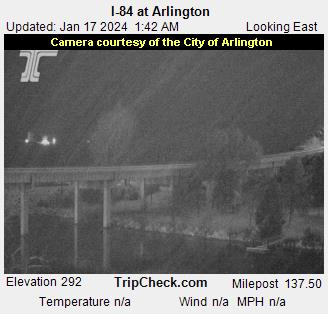 I-84 at Arlington
Updated: Jan 17 2024 1:42 AM Looking East
Camera courtesy of the City of Arlington
Elevation 292 TripCheck.com Milepost 137.50
Temperature n/a Wind n/a MPH n/a